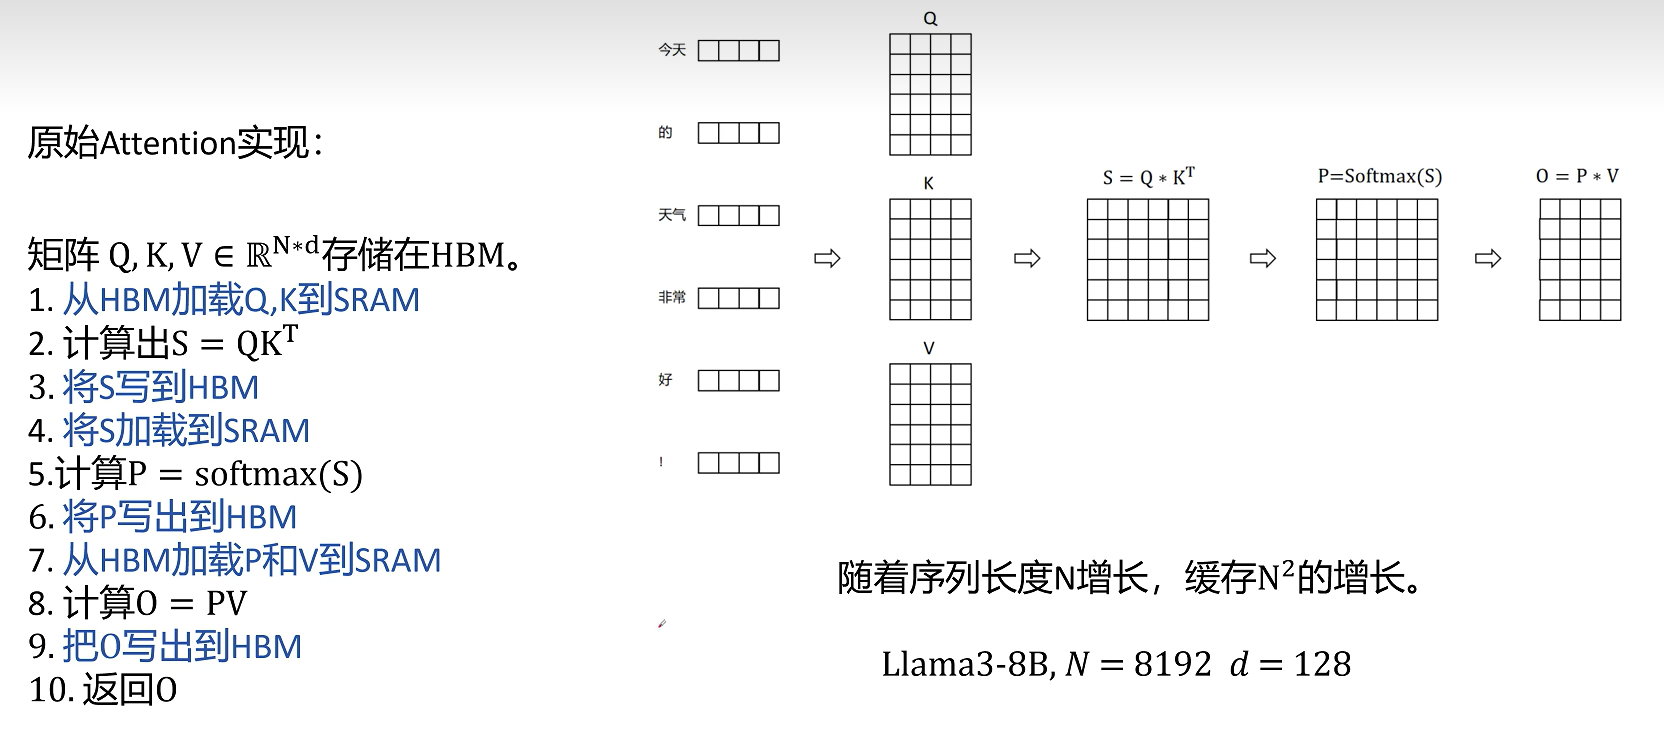 原始Attention实现：
矩阵 Q, K, V ∈ ℝ^{N∗d}存储在HBM。
1. 从HBM加载Q,K到SRAM
2. 计算出S = QK^T
3. 将S写到HBM
4. 将S加载到SRAM
5.计算P = softmax(S)
6. 将P写出到HBM
7. 从HBM加载P和V到SRAM
8. 计算O = PV
9. 把O写出到HBM
10. 返回O
今天
的
天气
非常
好
!
Q
K
V
S = Q ∗ K^T
P=Softmax(S)
O = P ∗ V
随着序列长度N增长，缓存N²的增长。
Llama3-8B, N = 8192 d = 128